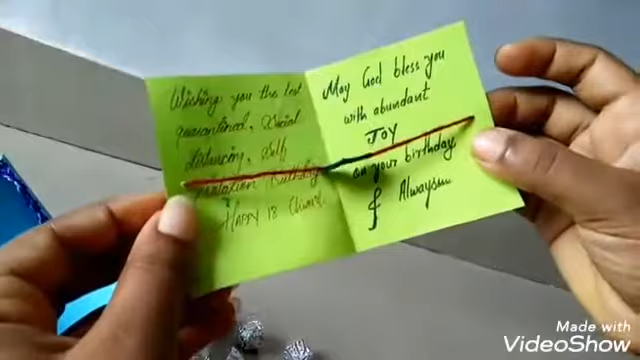 Wishing you the best
quarantined, Social
Distancing, Self
Isolation Birthday
Happy 18
May God bless you
with abundant
JOY
on your birthday
& Always...
Made with
VideoShow